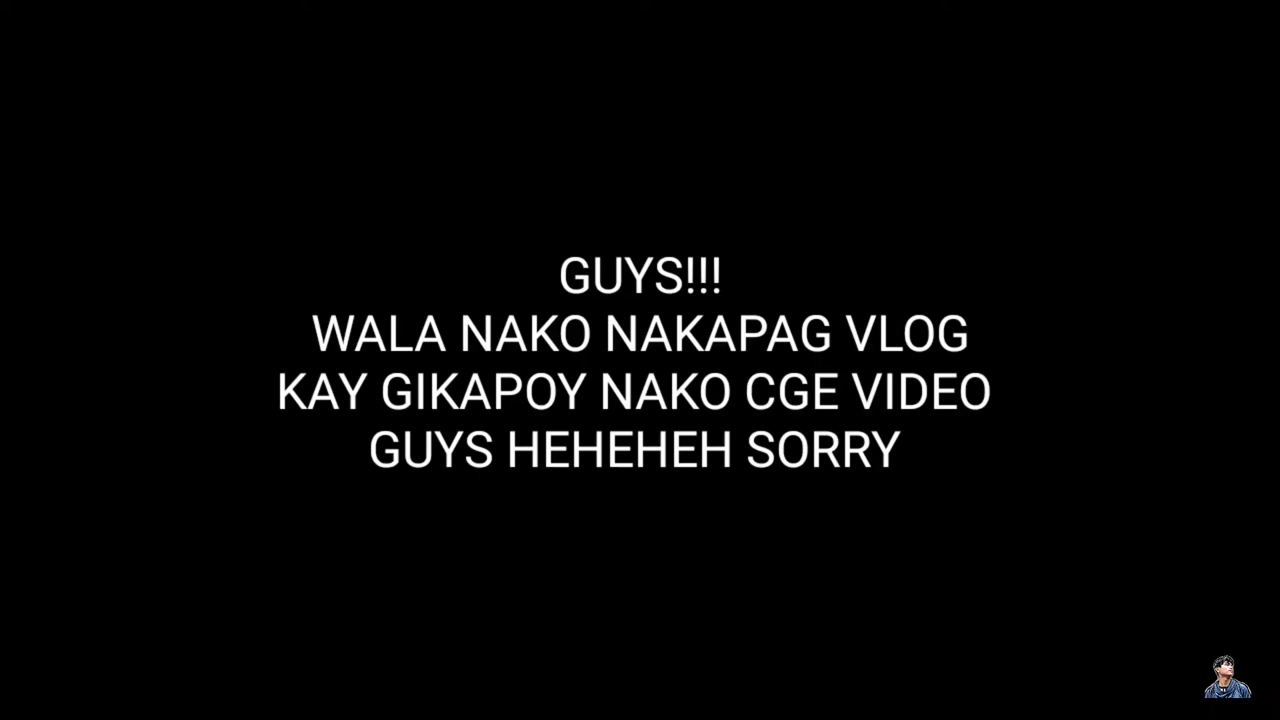 GUYS!!!
WALA NAKO NAKAPAG VLOG
KAY GIKAPOY NAKO CGE VIDEO
GUYS HEHEHEH SORRY